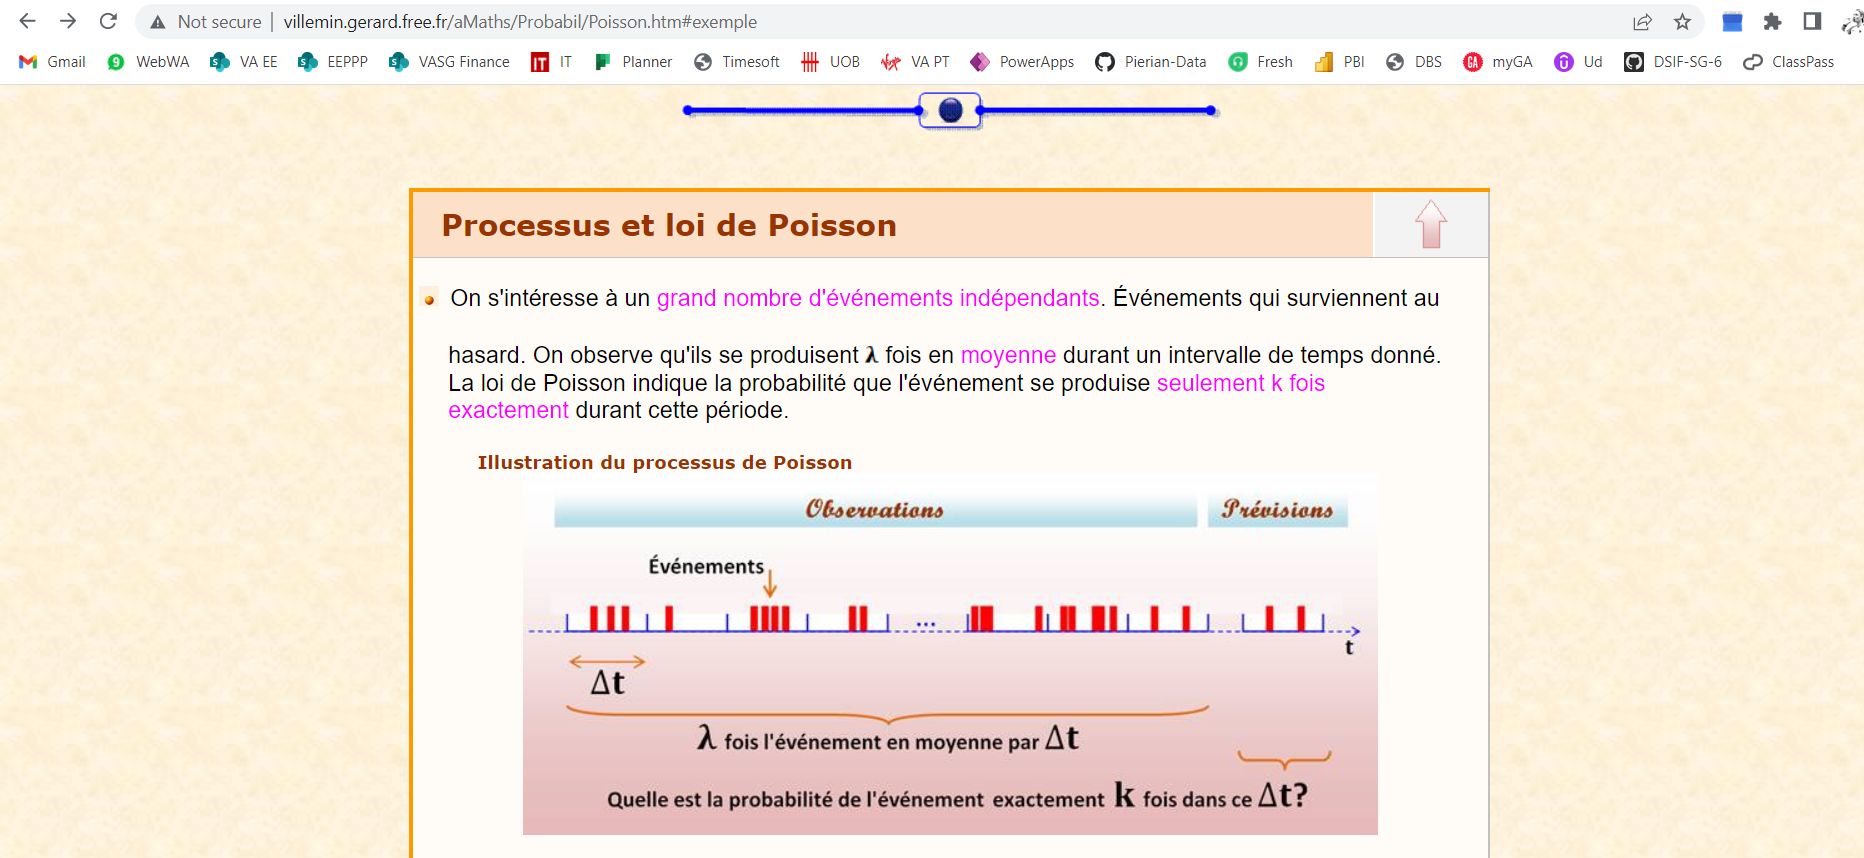 Not secure | villemin.gerard.free.fr/aMaths/Probabil/Poisson.htm#exemple
Gmail WebWA VA EE EEPPP VASG Finance IT IT Planner Timesoft UOB VA PT PowerApps Pierian-Data Fresh PBI DBS GA myGA Ud DSIF-SG-6 ClassPass
Processus et loi de Poisson
On s'intéresse à un grand nombre d'événements indépendants. Événements qui surviennent au
hasard. On observe qu'ils se produisent λ fois en moyenne durant un intervalle de temps donné.
La loi de Poisson indique la probabilité que l'événement se produise seulement k fois
exactement durant cette période.
Illustration du processus de Poisson
Observations Prévisions
Événements
...
t
Δt
λ fois l'événement en moyenne par Δt
Quelle est la probabilité de l'événement exactement k fois dans ce Δt?